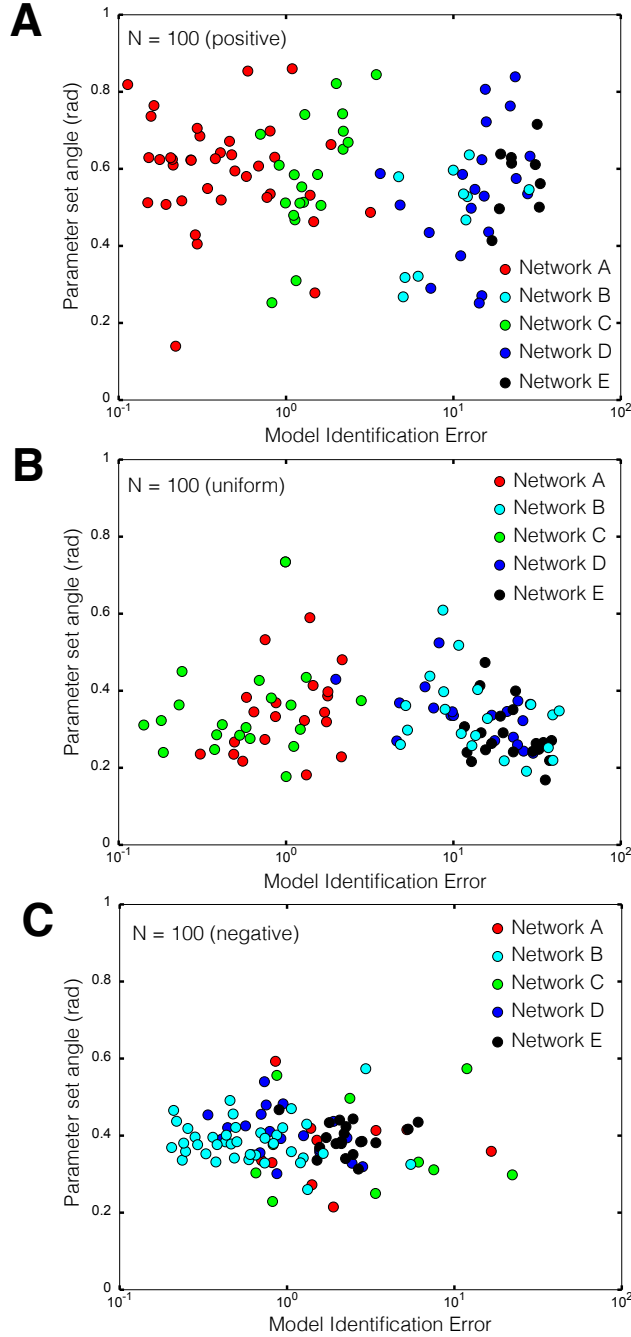 A
1
N = 100 (positive)
0.8
0.6
0.4
0.2
0
Parameter set angle (rad)
Network A
Network B
Network C
Network D
Network E
10-1
100
101
102
Model Identification Error
B
1
N = 100 (uniform)
0.8
0.6
0.4
0.2
0
Parameter set angle (rad)
Network A
Network B
Network C
Network D
Network E
10-1
100
101
102
Model Identification Error
C
1
N = 100 (negative)
0.8
0.6
0.4
0.2
0
Parameter set angle (rad)
Network A
Network B
Network C
Network D
Network E
10-1
100
101
102
Model Identification Error